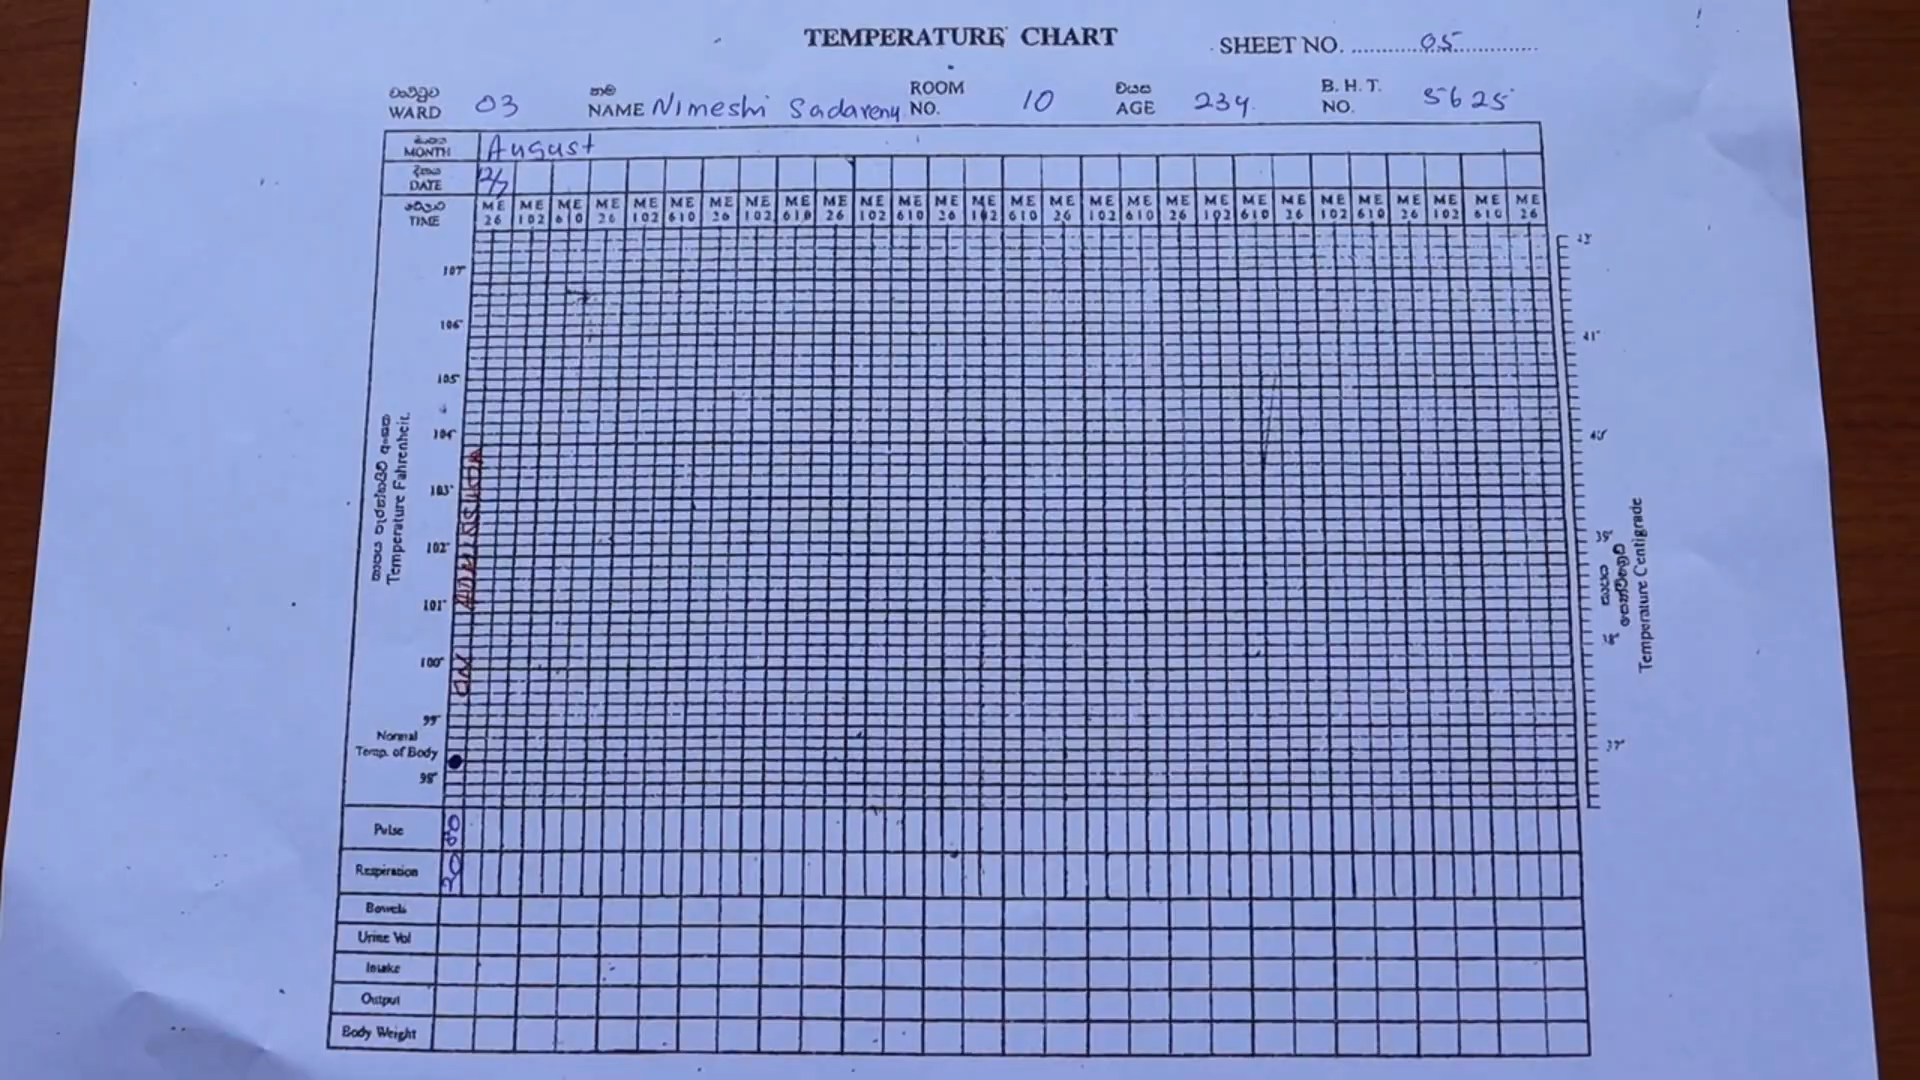 TEMPERATURE CHART
SHEET NO. 05
වාට්ටුව නම ROOM වයස B. H. T.
WARD 03 NAME Nimeshi Sadareny NO. 10 AGE 23y. NO. 5625
මාසය
MONTH August
දිනය
DATE 12/7
වේලාව ME ME ME ME ME ME ME ME ME ME ME ME ME ME ME ME ME ME ME ME ME ME ME ME ME ME ME ME
TIME 26 102 610 26 102 610 26 102 610 26 102 610 26 102 610 26 102 610 26 102 610 26 102 610 26 102 610 26
42°
107°
106°
41°
105°
104°
40°
103°
Temperature Fahrenheit.
39°
102°
ON ADMISSION
101°
Temperature Centigrade
38°
100°
99°
Normal
Temp. of Body
37°
98°
Pulse 80
Respiration 20
Bowels
Urine Vol
Intake
Output
Body Weight